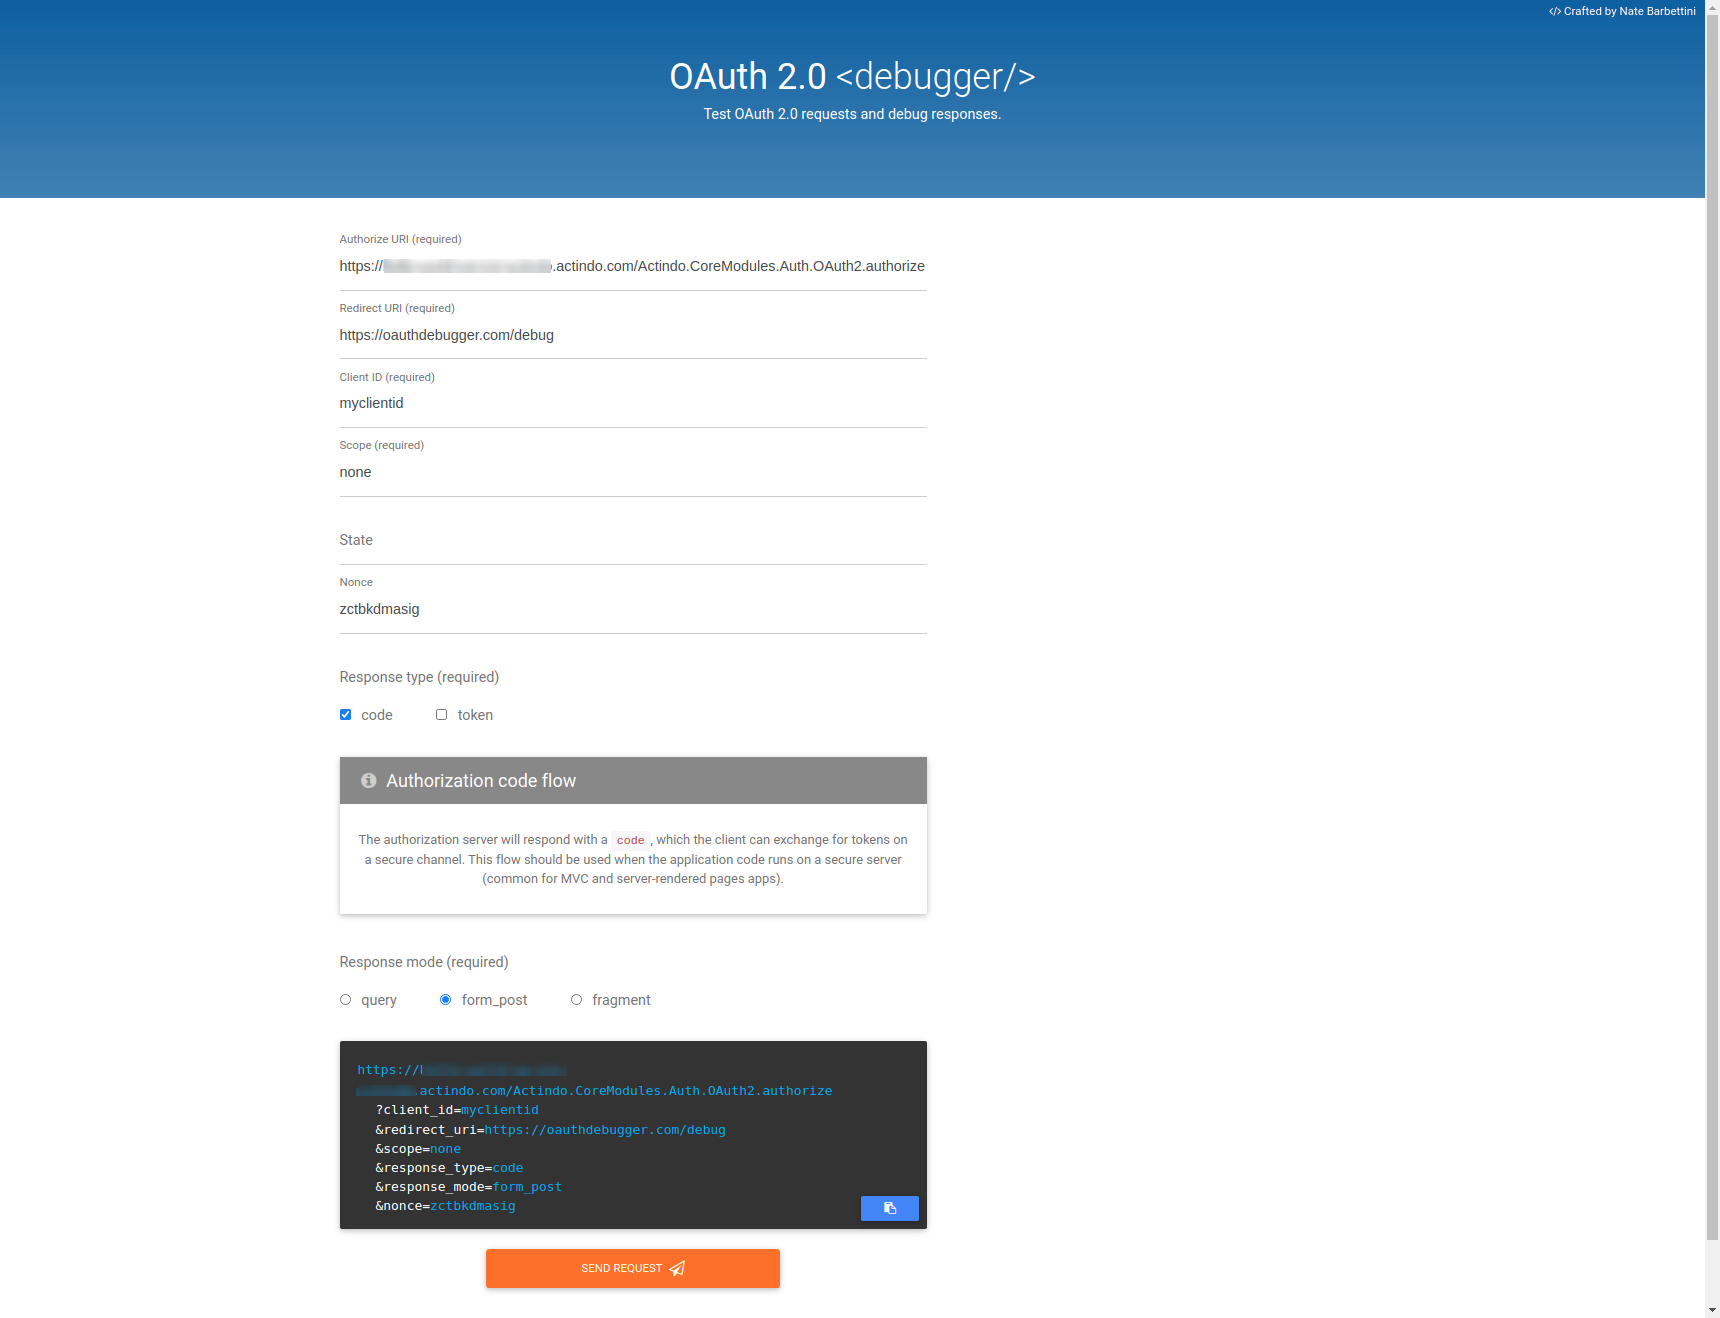 </> Crafted by Nate Barbettini
OAuth 2.0 <debugger/>
Test OAuth 2.0 requests and debug responses.
Authorize URI (required)
https:// .actindo.com/Actindo.CoreModules.Auth.OAuth2.authorize
Redirect URI (required)
https://oauthdebugger.com/debug
Client ID (required)
myclientid
Scope (required)
none
State
Nonce
zctbkdmasig
Response type (required)
code token
Authorization code flow
The authorization server will respond with a code, which the client can exchange for tokens on
a secure channel. This flow should be used when the application code runs on a secure server
(common for MVC and server-rendered pages apps).
Response mode (required)
query form_post fragment
https://
.actindo.com/Actindo.CoreModules.Auth.OAuth2.authorize
?client_id=myclientid
&redirect_uri=https://oauthdebugger.com/debug
&scope=none
&response_type=code
&response_mode=form_post
&nonce=zctbkdmasig
SEND REQUEST